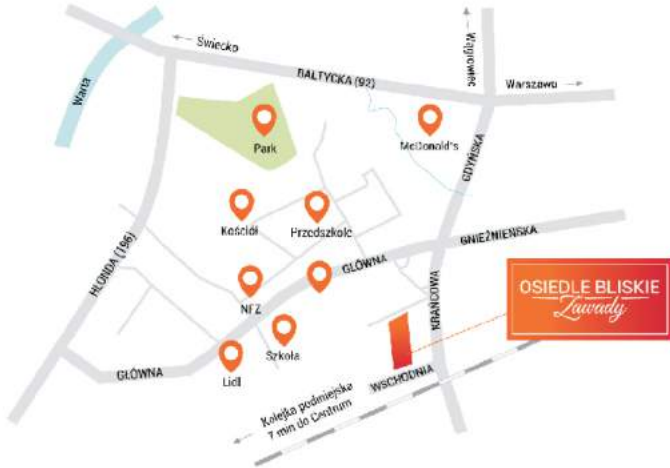 Świecko
Wągrowiec
BAŁTYCKA (92)
Warszawa
Warta
Park
McDonald's
GDYŃSKA
Kościół
Przedszkole
GNIEŹNIEŃSKA
HLONDA (196)
GŁÓWNA
NFZ
KRAŃCOWA
OSIEDLE BLISKIE
Zawady
Szkoła
Lidl
GŁÓWNA
WSCHODNIA
Kolejka podmiejska
7 min do Centrum